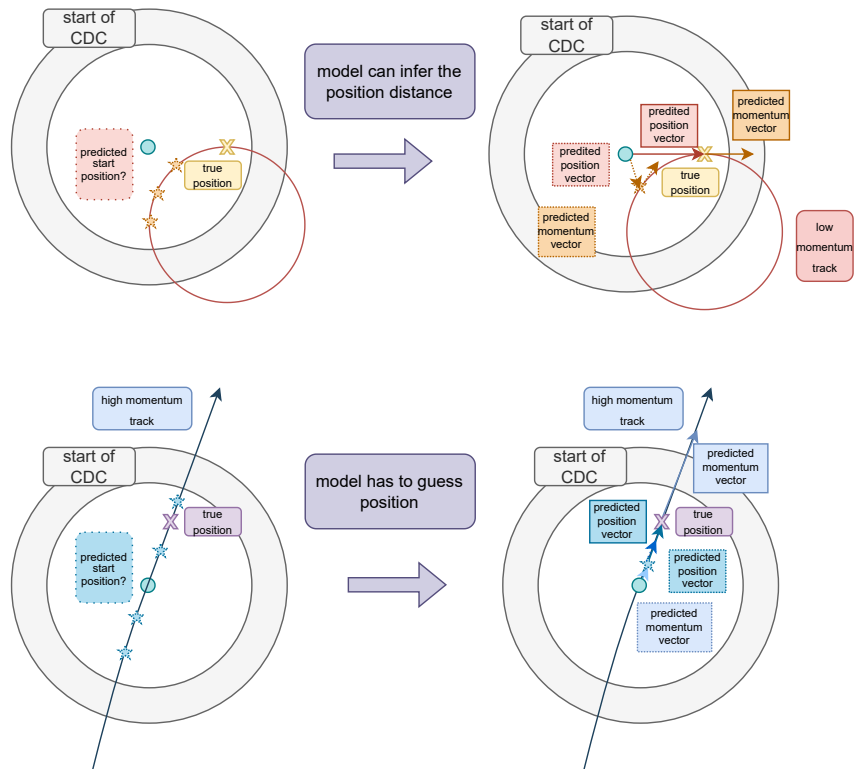 start of
CDC
model can infer the
position distance
predicted
start
position?
true
position
start of
CDC
predited
position
vector
predicted
momentum
vector
predited
position
vector
true
position
predicted
momentum
vector
low
momentum
track
high momentum
track
start of
CDC
model has to guess
position
true
position
predicted
start
position?
high momentum
track
start of
CDC
predicted
momentum
vector
predicted
position
vector
true
position
predicted
position
vector
predicted
momentum
vector